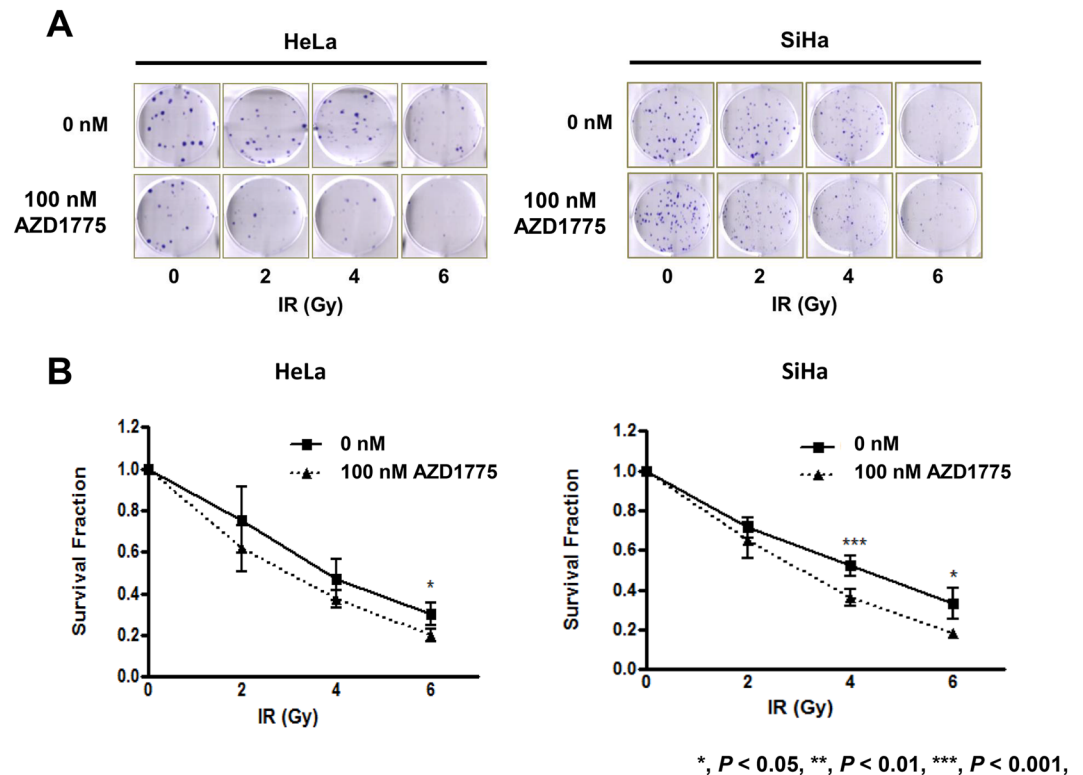 A
HeLa
SiHa
0 nM
0 nM
100 nM
AZD1775
100 nM
AZD1775
0 2 4 6
0 2 4 6
IR (Gy)
IR (Gy)
B
HeLa
SiHa
1.2
1.0
0.8
0.6
0.4
0.2
0.0
Survival Fraction
0 nM
100 nM AZD1775
*
0 2 4 6
IR (Gy)
1.2
1.0
0.8
0.6
0.4
0.2
0.0
Survival Fraction
0 nM
100 nM AZD1775
***
*
0 2 4 6
IR (Gy)
*, P < 0.05, **, P < 0.01, ***, P < 0.001,